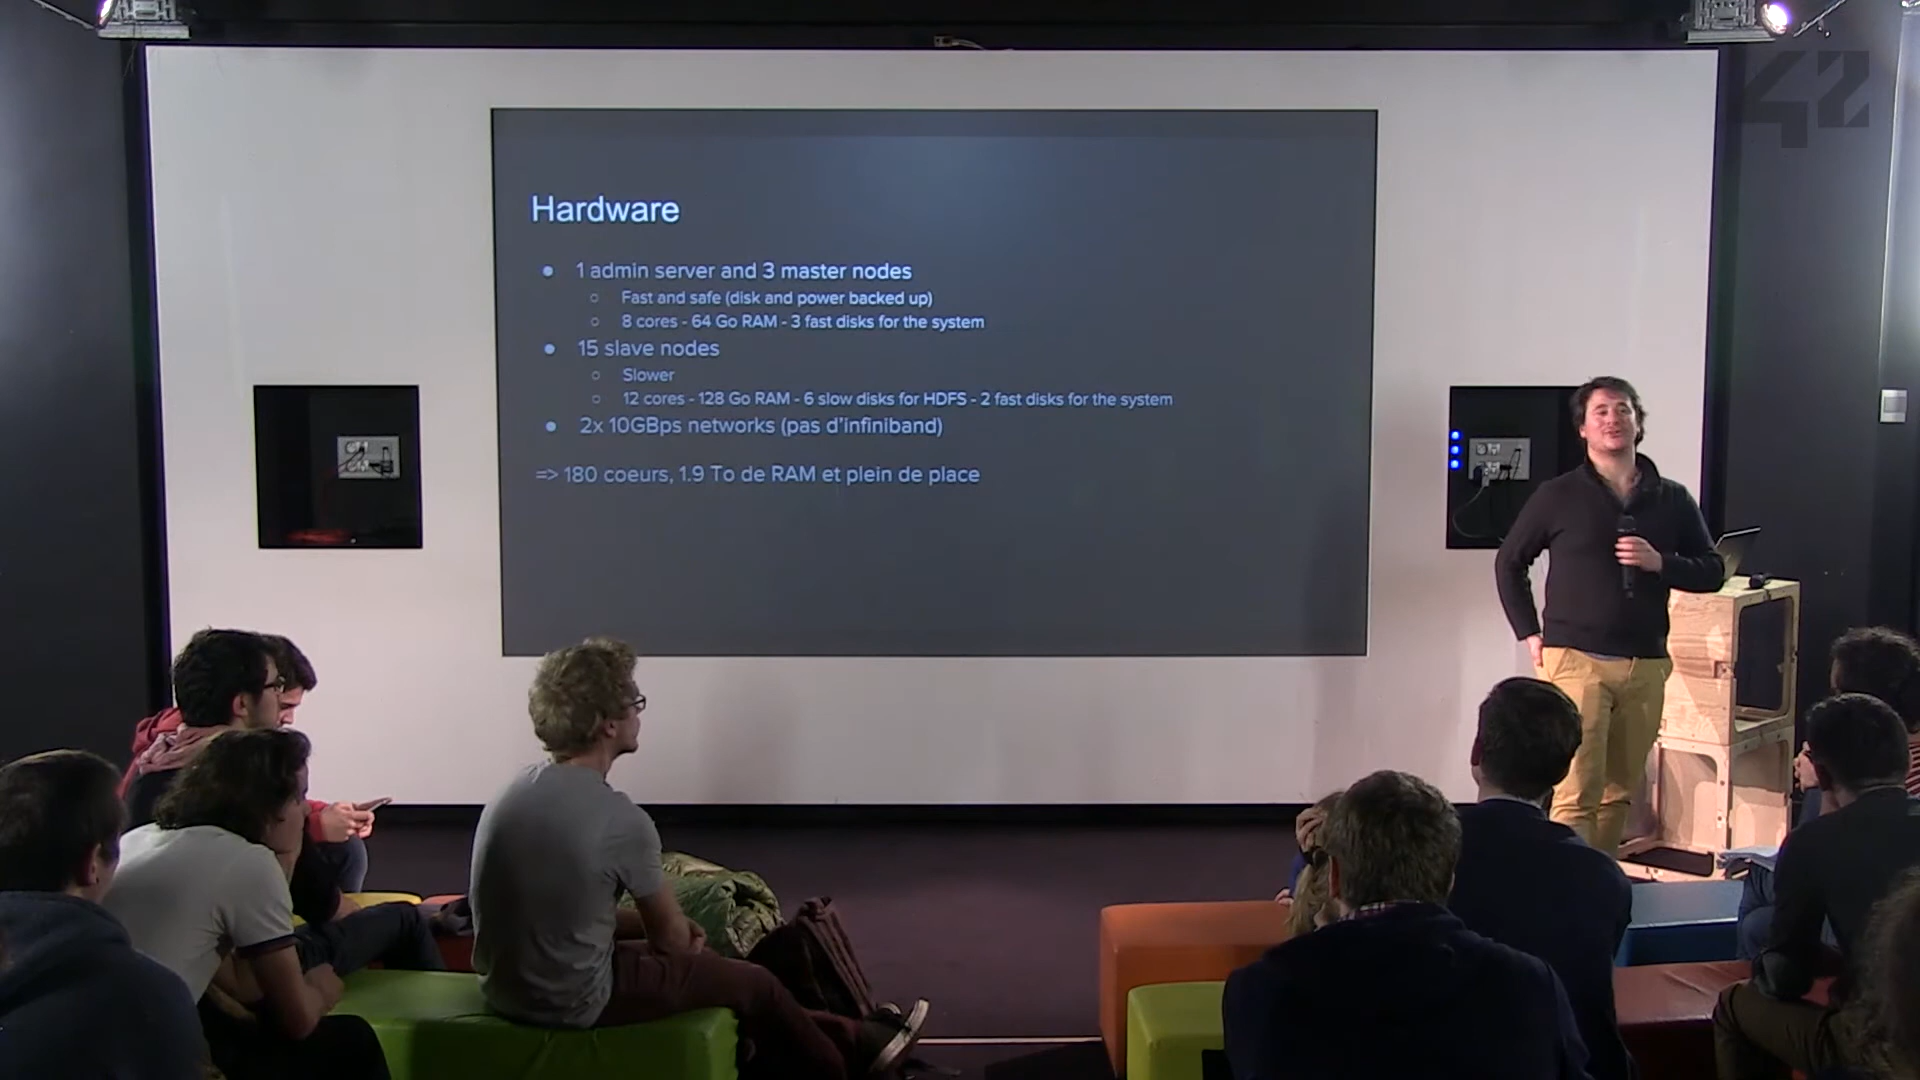 42
Hardware
● 1 admin server and 3 master nodes
○ Fast and safe (disk and power backed up)
○ 8 cores - 64 Go RAM - 3 fast disks for the system
● 15 slave nodes
○ Slower
○ 12 cores - 128 Go RAM - 6 slow disks for HDFS - 2 fast disks for the system
● 2x 10GBps networks (pas d'infiniband)
=> 180 coeurs, 1.9 To de RAM et plein de place